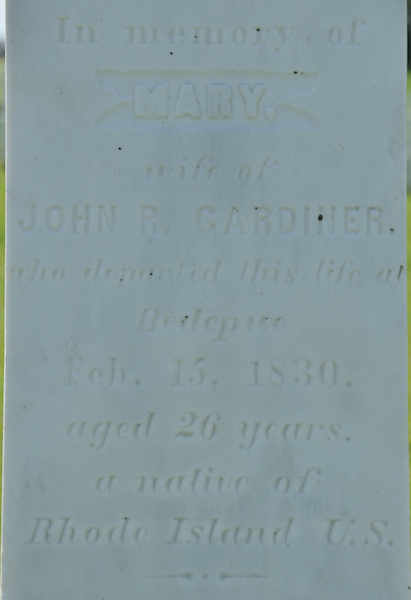 In memory of
MARY,
wife of
JOHN R. GARDINER,
who departed this life at
Bedeque
Feb. 15, 1830.
aged 26 years.
a native of
Rhode Island U.S.